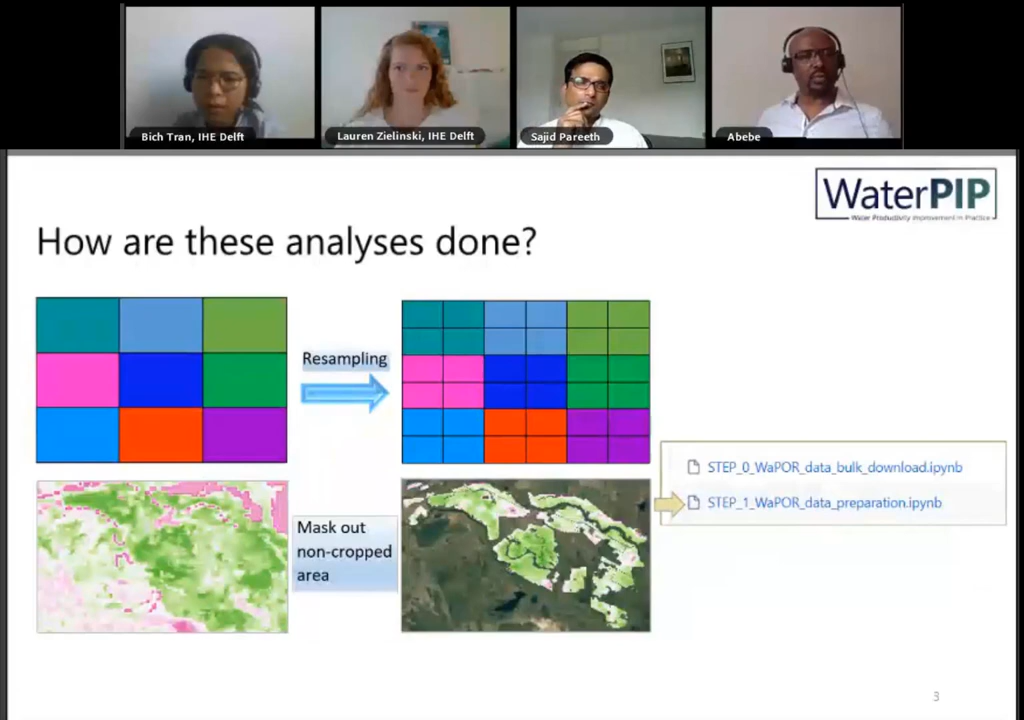 Bich Tran, IHE Delft
Lauren Zielinski, IHE Delft
Sajid Pareeth
Abebe
WaterPIP
Water Productivity Improvement in Practice
How are these analyses done?
Resampling
STEP_0_WaPOR_data_bulk_download.ipynb
STEP_1_WaPOR_data_preparation.ipynb
Mask out
non-cropped
area
3